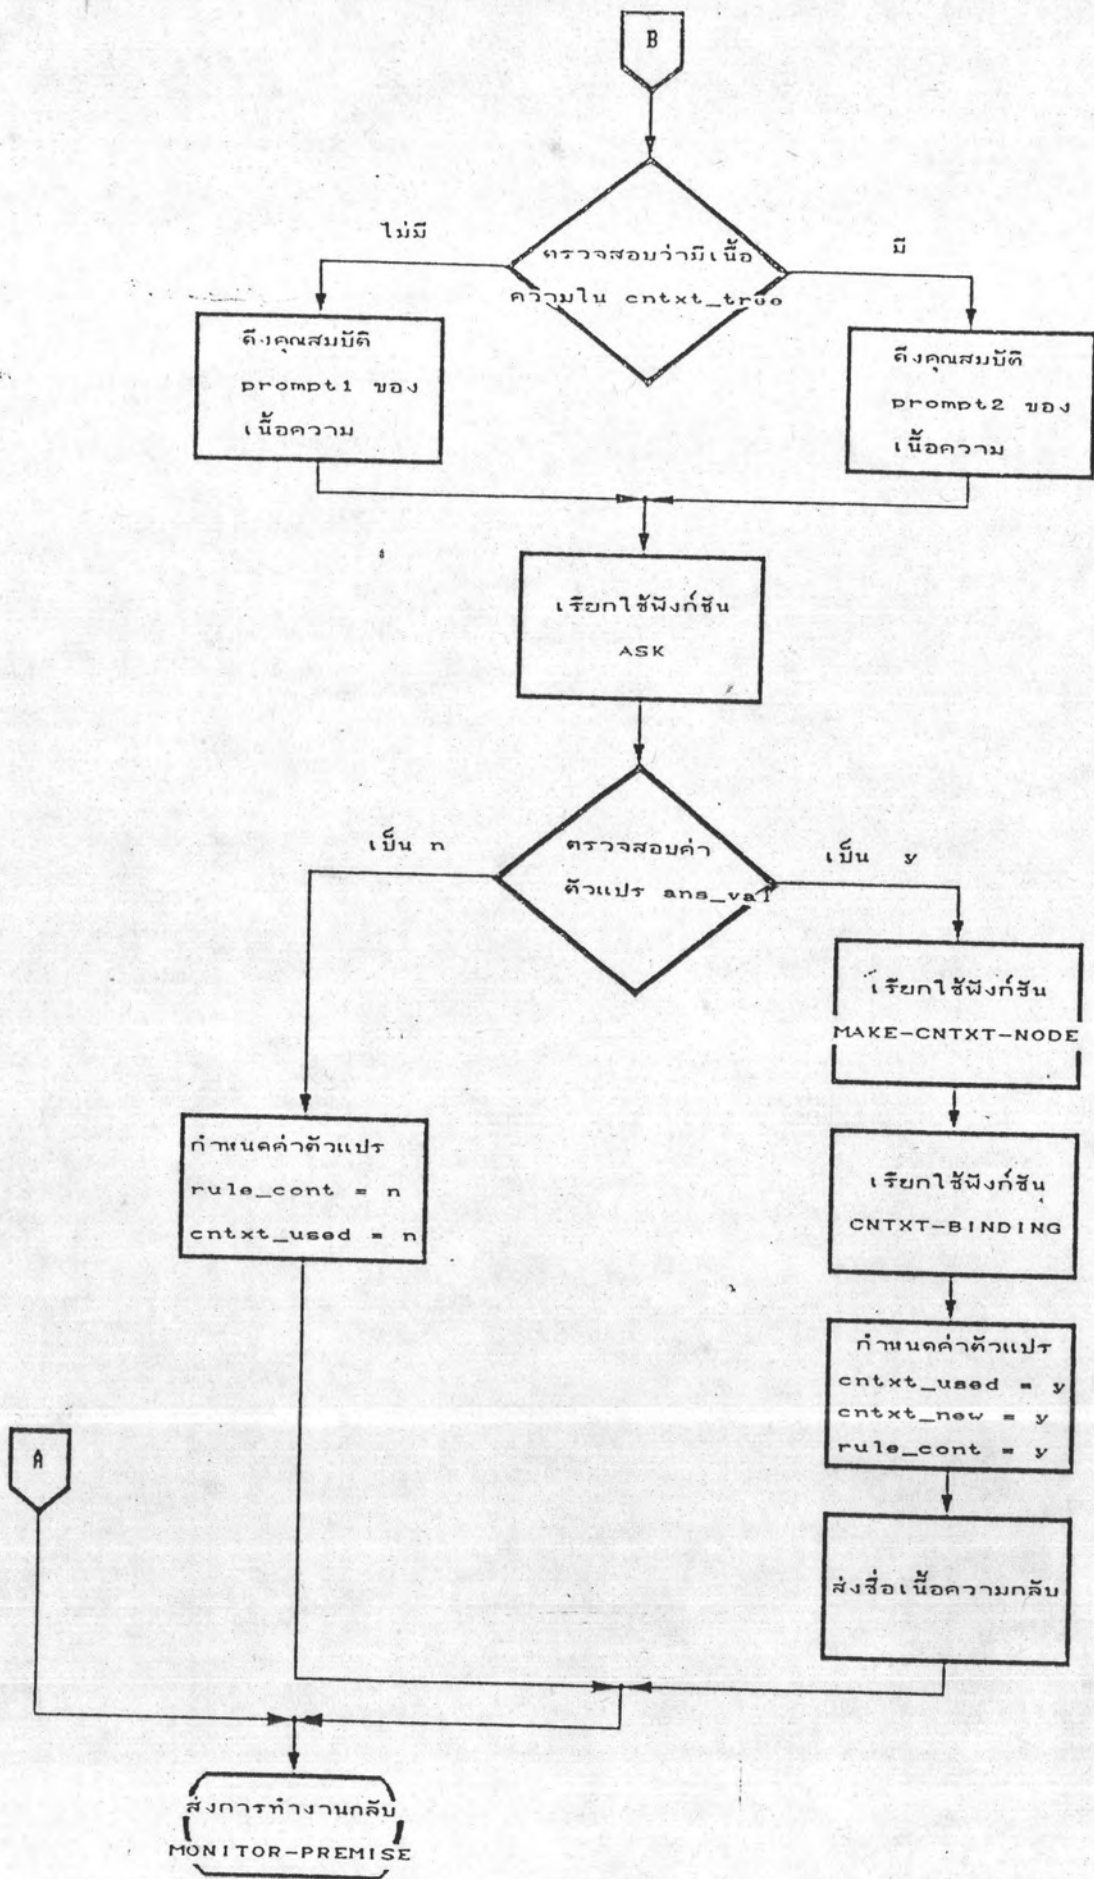 B
ไม่มี
ตรวจสอบว่ามีเนื้อ
ความใน cntxt_true
มี
ดึงคุณสมบัติ
prompt1 ของ
เนื้อความ
ดึงคุณสมบัติ
prompt2 ของ
เนื้อความ
เรียกใช้ฟังก์ชัน
ASK
เป็น n
ตรวจสอบค่า
ตัวแปร ans_val
เป็น y
เรียกใช้ฟังก์ชัน
MAKE-CNTXT-NODE
กำหนดค่าตัวแปร
rule_cont = n
cntxt_used = n
เรียกใช้ฟังก์ชัน
CNTXT-BINDING
กำหนดค่าตัวแปร
cntxt_used = y
cntxt_new = y
rule_cont = y
A
ส่งชื่อเนื้อความกลับ
ส่งการทำงานกลับ
MONITOR-PREMISE